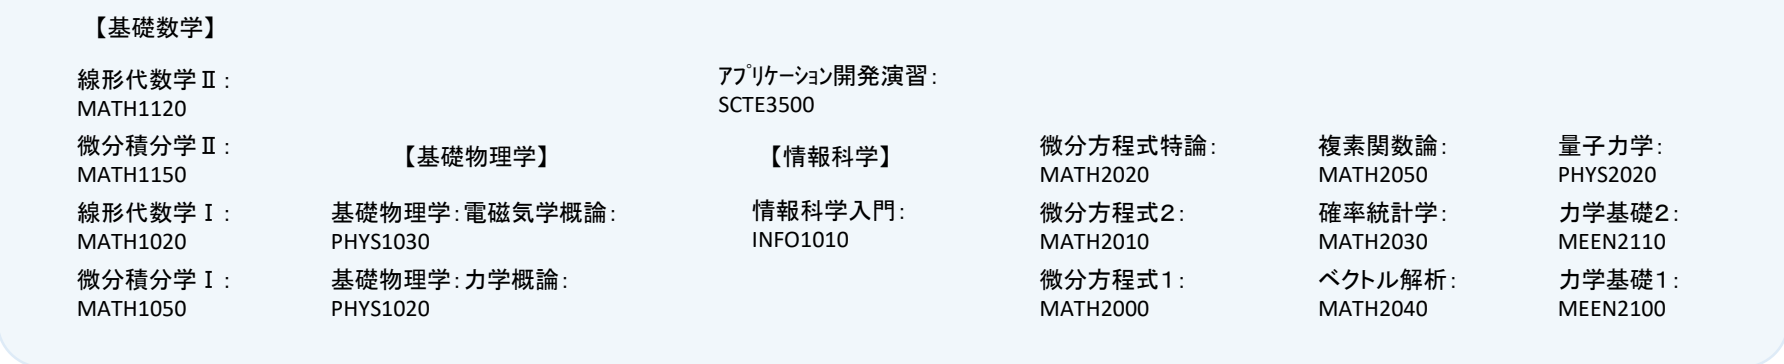 【基礎数学】
線形代数学Ⅱ:
MATH1120
微分積分学Ⅱ:
MATH1150
線形代数学Ⅰ:
MATH1020
微分積分学Ⅰ:
MATH1050
【基礎物理学】
基礎物理学:電磁気学概論:
PHYS1030
基礎物理学:力学概論:
PHYS1020
アプリケーション開発演習:
SCTE3500
【情報科学】
情報科学入門:
INFO1010
微分方程式特論:
MATH2020
微分方程式2:
MATH2010
微分方程式1:
MATH2000
複素関数論:
MATH2050
確率統計学:
MATH2030
ベクトル解析:
MATH2040
量子力学:
PHYS2020
力学基礎2:
MEEN2110
力学基礎1:
MEEN2100